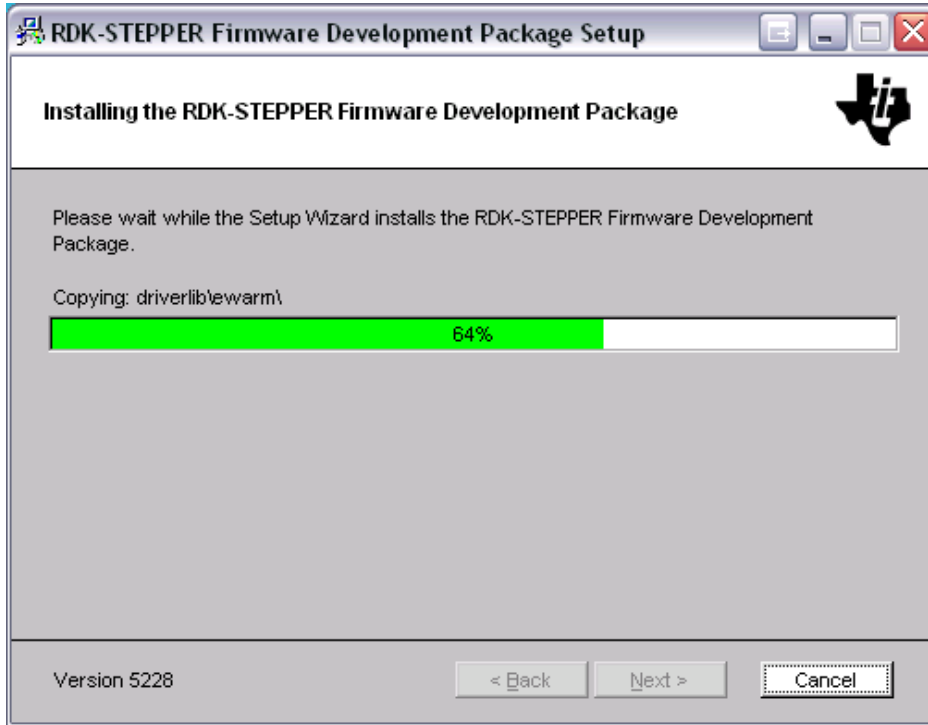 RDK-STEPPER Firmware Development Package Setup
Installing the RDK-STEPPER Firmware Development Package
Please wait while the Setup Wizard installs the RDK-STEPPER Firmware Development
Package.
Copying: driverlib\ewarm\
64%
Version 5228
< Back
Next >
Cancel